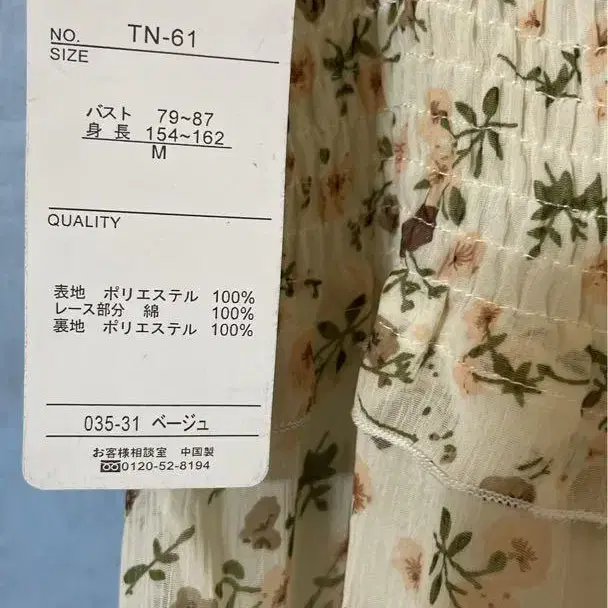 NO. TN-61
SIZE
バスト 79~87
身長 154~162
M
QUALITY
表地 ポリエステル 100%
レース部分 綿 100%
裏地 ポリエステル 100%
035-31 ベージュ
お客様相談室 中国製
0120-52-8194